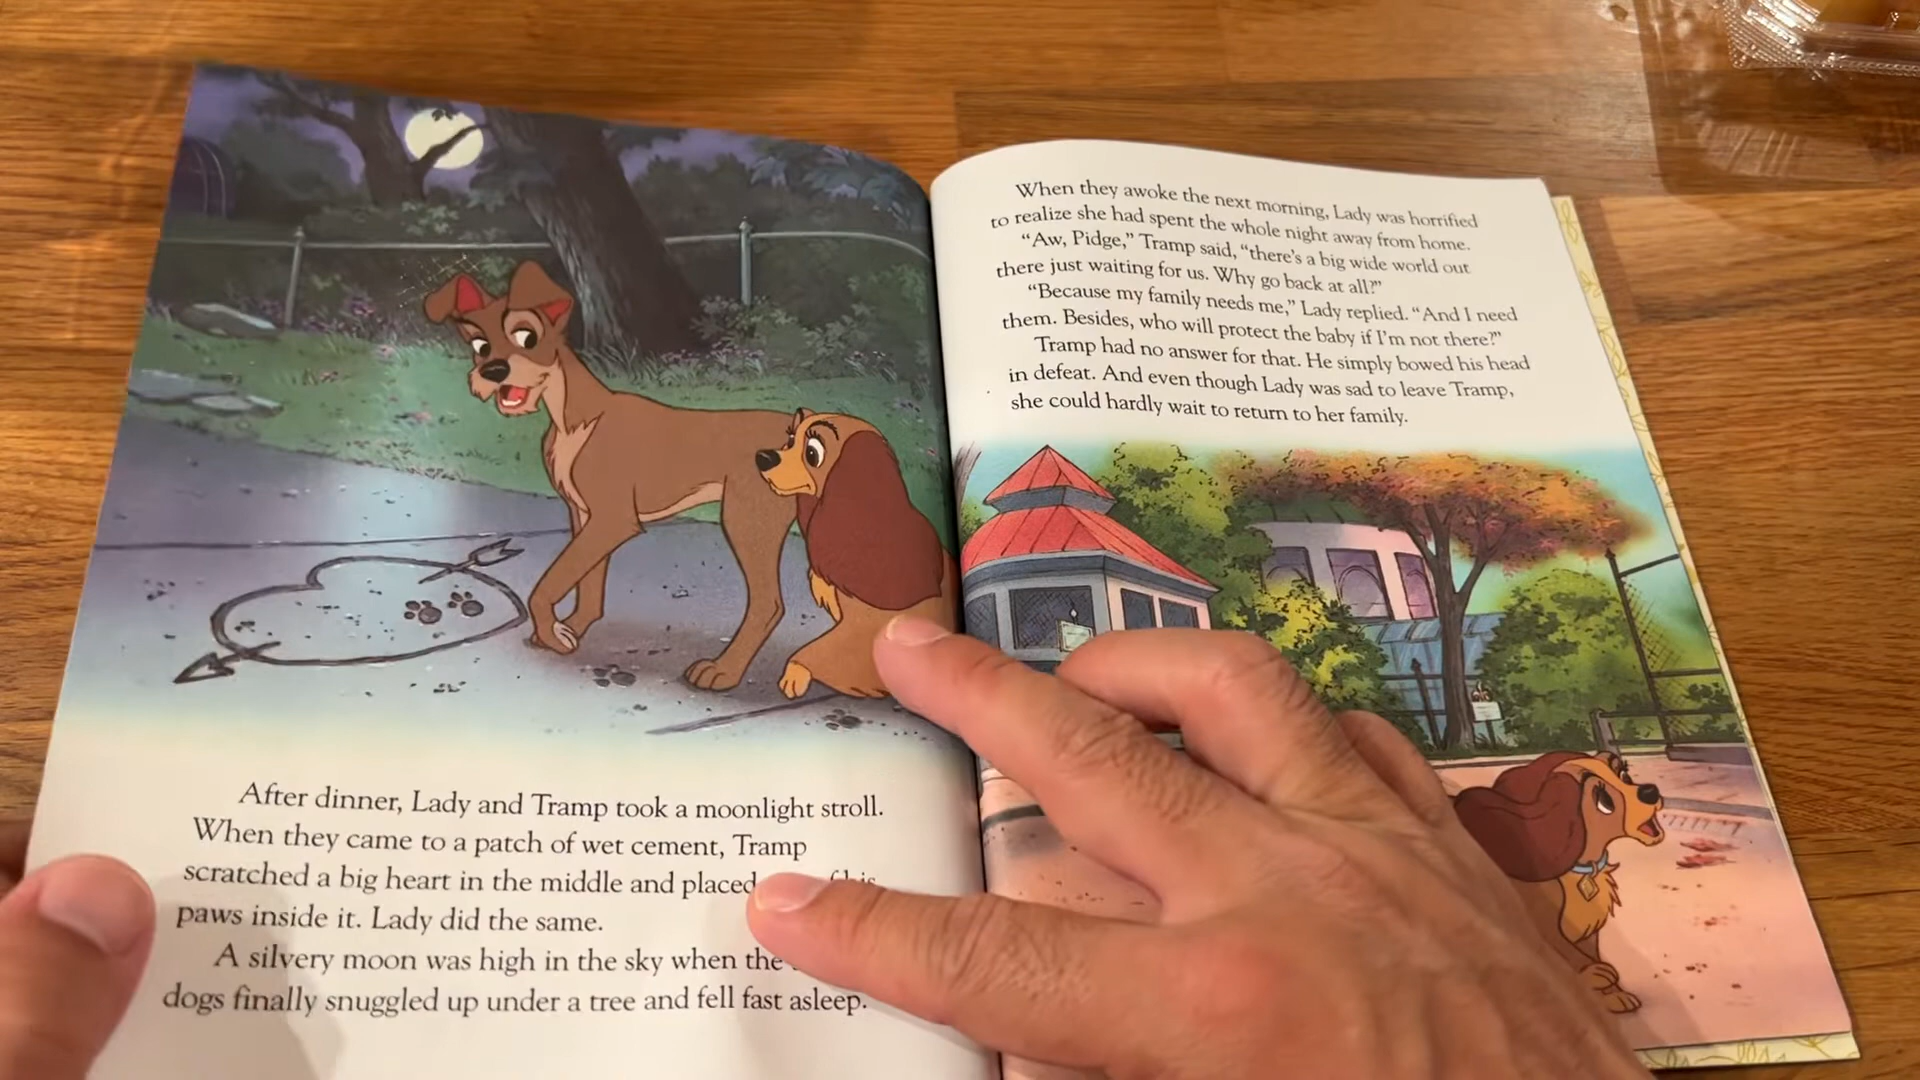 After dinner, Lady and Tramp took a moonlight stroll.
When they came to a patch of wet cement, Tramp
scratched a big heart in the middle and placed his
paws inside it. Lady did the same.
A silvery moon was high in the sky when the
dogs finally snuggled up under a tree and fell fast asleep.
When they awoke the next morning, Lady was horrified
to realize she had spent the whole night away from home.
“Aw, Pidge,” Tramp said, “there’s a big wide world out
there just waiting for us. Why go back at all?”
“Because my family needs me,” Lady replied. “And I need
them. Besides, who will protect the baby if I’m not there?”
Tramp had no answer for that. He simply bowed his head
in defeat. And even though Lady was sad to leave Tramp,
she could hardly wait to return to her family.